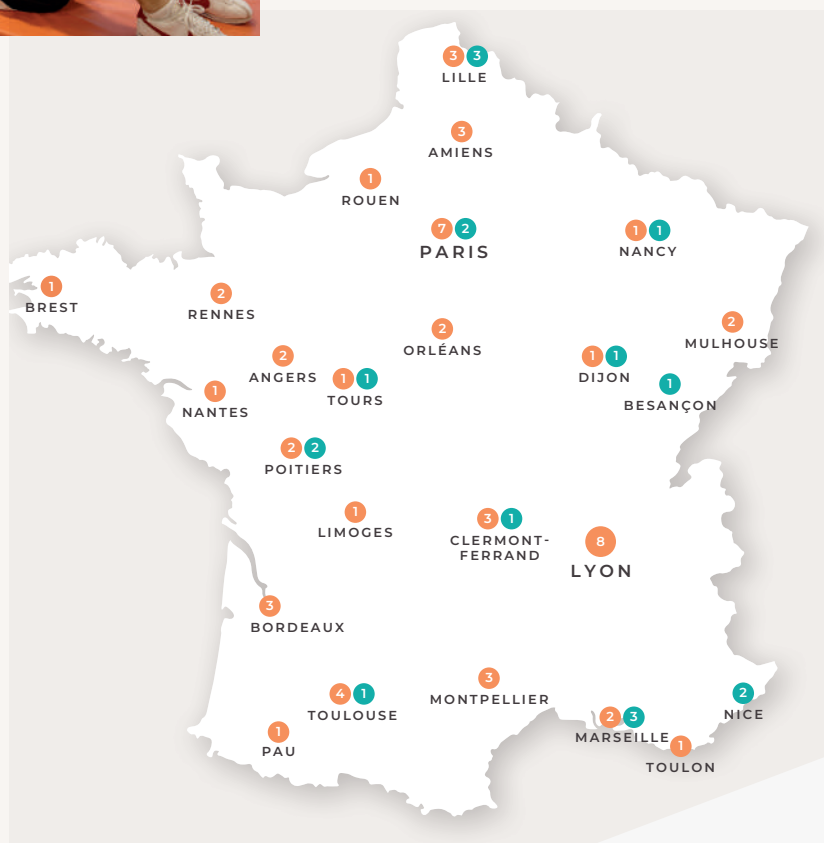 3 3
LILLE
3
AMIENS
1
ROUEN
7 2
PARIS
1 1
NANCY
1
BREST
2
RENNES
2
ORLÉANS
2
MULHOUSE
2
ANGERS
1 1
TOURS
1 1
DIJON
1
BESANÇON
1
NANTES
2 2
POITIERS
1
LIMOGES
3 1
CLERMONT-
FERRAND
8
LYON
3
BORDEAUX
4 1
TOULOUSE
3
MONTPELLIER
2
NICE
2 3
MARSEILLE
1
PAU
1
TOULON